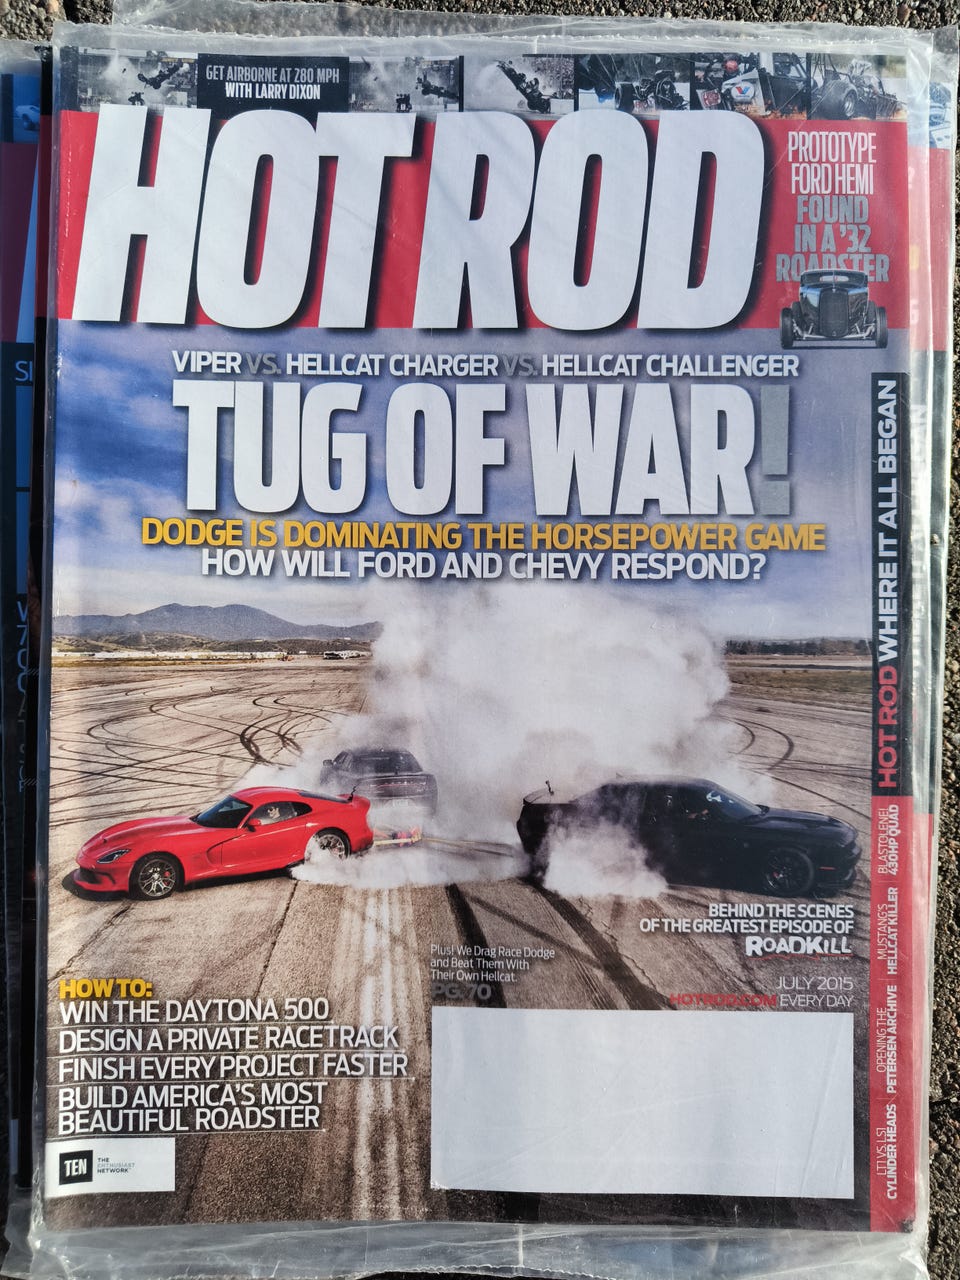 GET AIRBORNE AT 280 MPH
WITH LARRY DIXON
HOT ROD
PROTOTYPE
FORD HEMI
FOUND
IN A '32
ROADSTER
VIPER VS. HELLCAT CHARGER VS. HELLCAT CHALLENGER
TUG OF WAR!
DODGE IS DOMINATING THE HORSEPOWER GAME
HOW WILL FORD AND CHEVY RESPOND?
HOT ROD WHERE IT ALL BEGAN
BLASTOLENE!
430HP QUAD
MUSTANG'S
HELLCAT KILLER
OPENING THE
PETERSEN ARCHIVE
LT1 VS. LS1
CYLINDER HEADS
BEHIND THE SCENES
OF THE GREATEST EPISODE OF
ROADKILL
Plus! We Drag Race Dodge
and Beat Them With
Their Own Hellcat.
PG. 70
JULY 2015
HOTROD.COM EVERY DAY
HOW TO:
WIN THE DAYTONA 500
DESIGN A PRIVATE RACETRACK
FINISH EVERY PROJECT FASTER
BUILD AMERICA'S MOST
BEAUTIFUL ROADSTER
TEN
THE
ENTHUSIAST
NETWORK